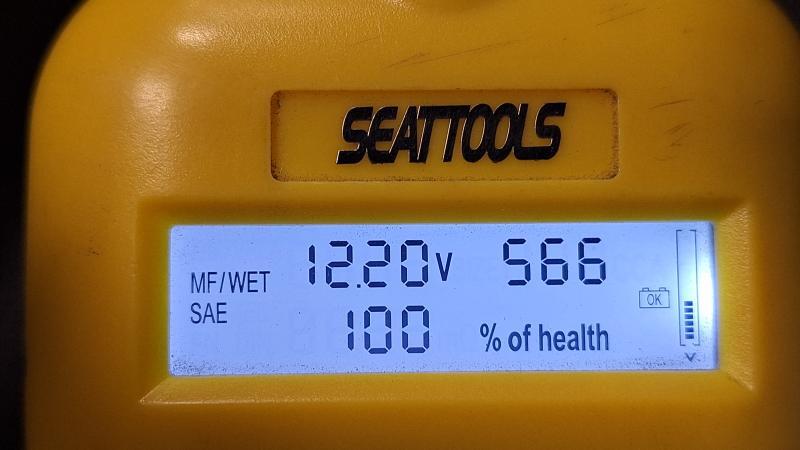 SEATTOOLS
MF/WET 12.20V 566
SAE 100 % of health
OK